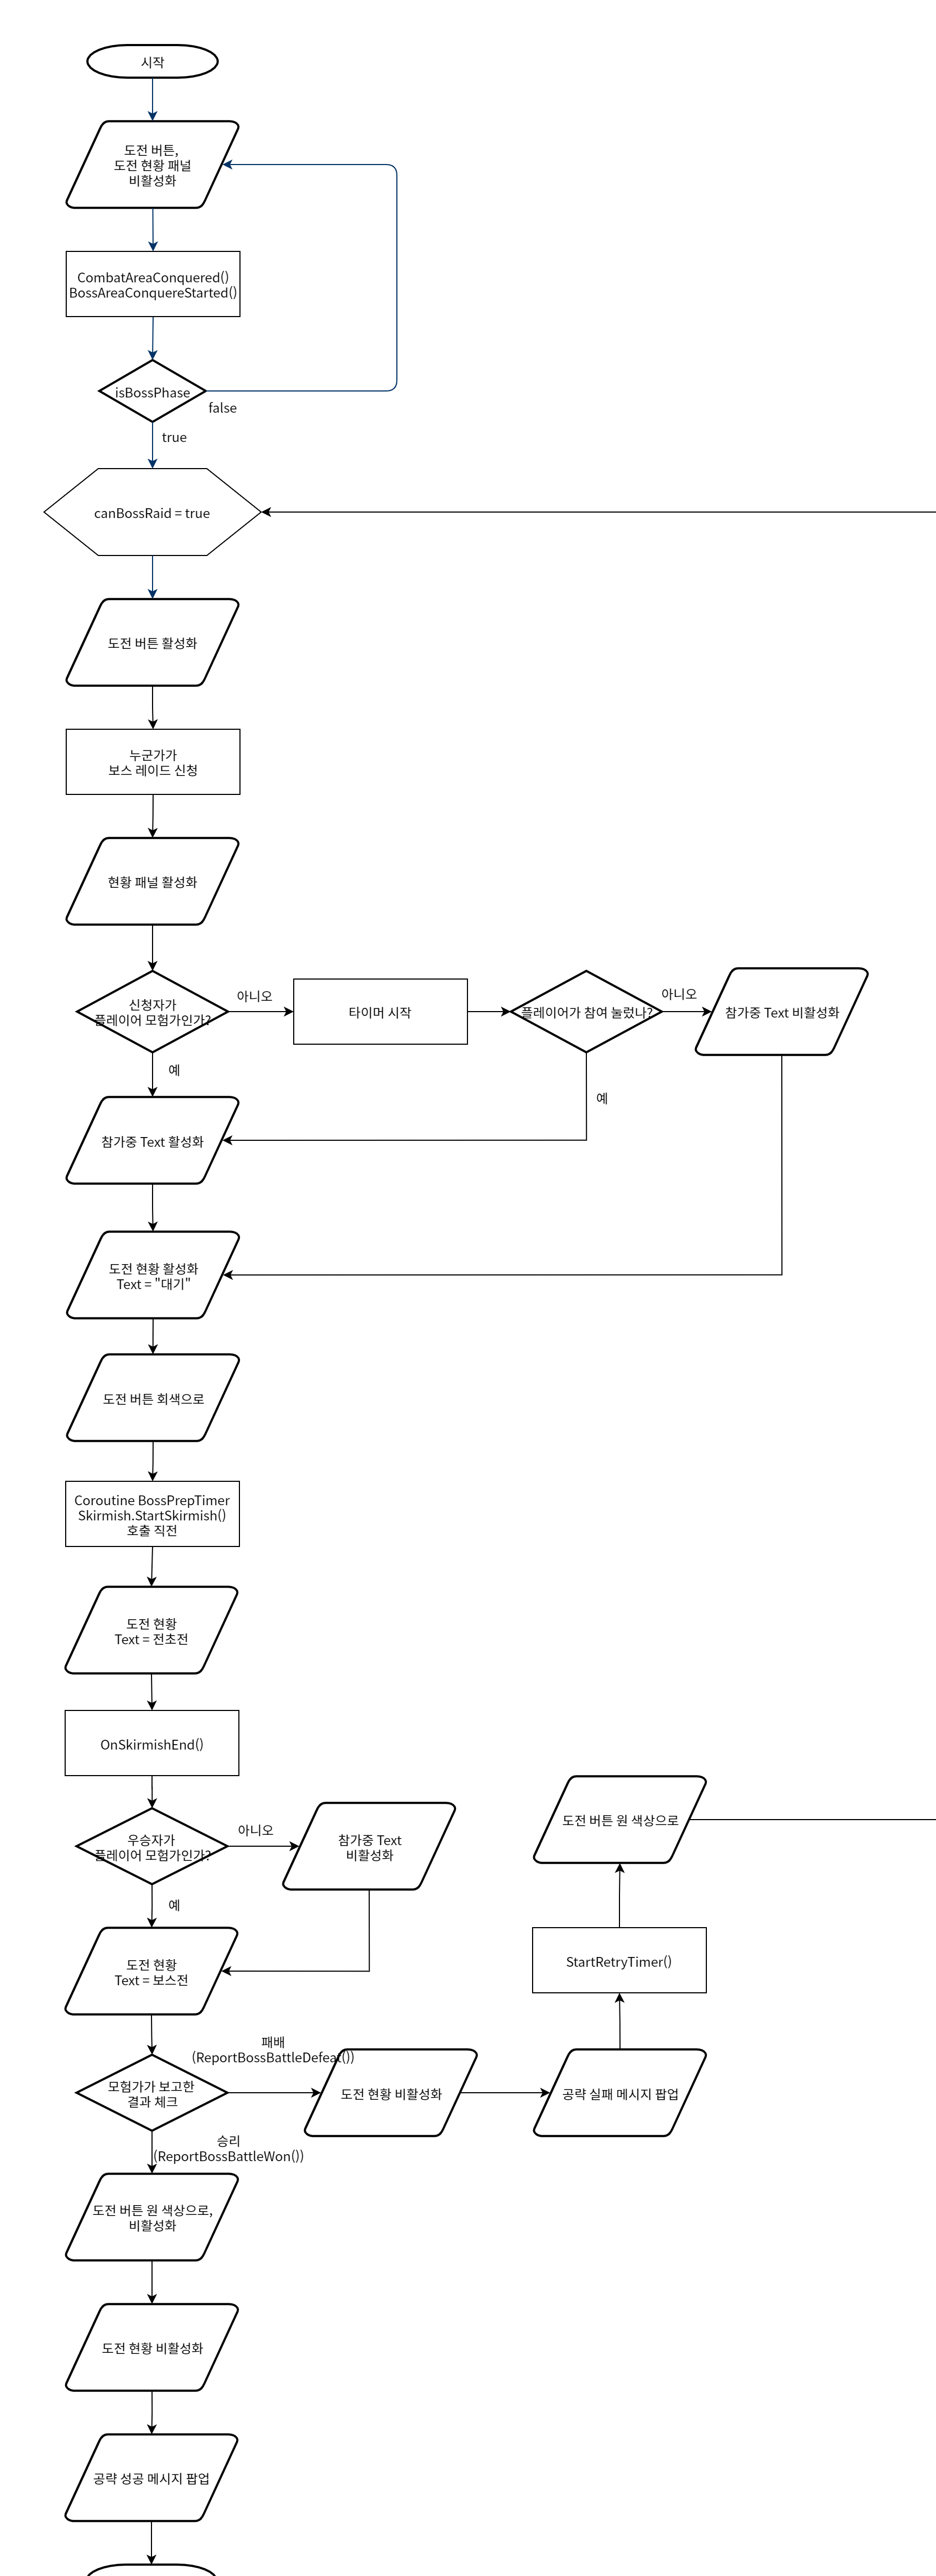 시작
도전 버튼,
도전 현황 패널
비활성화
CombatAreaConquered()
BossAreaConquereStarted()
isBossPhase
false
true
canBossRaid = true
도전 버튼 활성화
누군가가
보스 레이드 신청
현황 패널 활성화
신청자가
플레이어 모험가인가?
아니오
타이머 시작
플레이어가 참여 눌렀나?
아니오
참가중 Text 비활성화
예
예
참가중 Text 활성화
도전 현황 활성화
Text = "대기"
도전 버튼 회색으로
Coroutine BossPrepTimer
Skirmish.StartSkirmish()
호출 직전
도전 현황
Text = 전초전
OnSkirmishEnd()
우승자가
플레이어 모험가인가?
아니오
참가중 Text
비활성화
도전 버튼 원 색상으로
예
도전 현황
Text = 보스전
StartRetryTimer()
모험가가 보고한
결과 체크
패배
(ReportBossBattleDefeat())
도전 현황 비활성화
공략 실패 메시지 팝업
승리
(ReportBossBattleWon())
도전 버튼 원 색상으로,
비활성화
도전 현황 비활성화
공략 성공 메시지 팝업